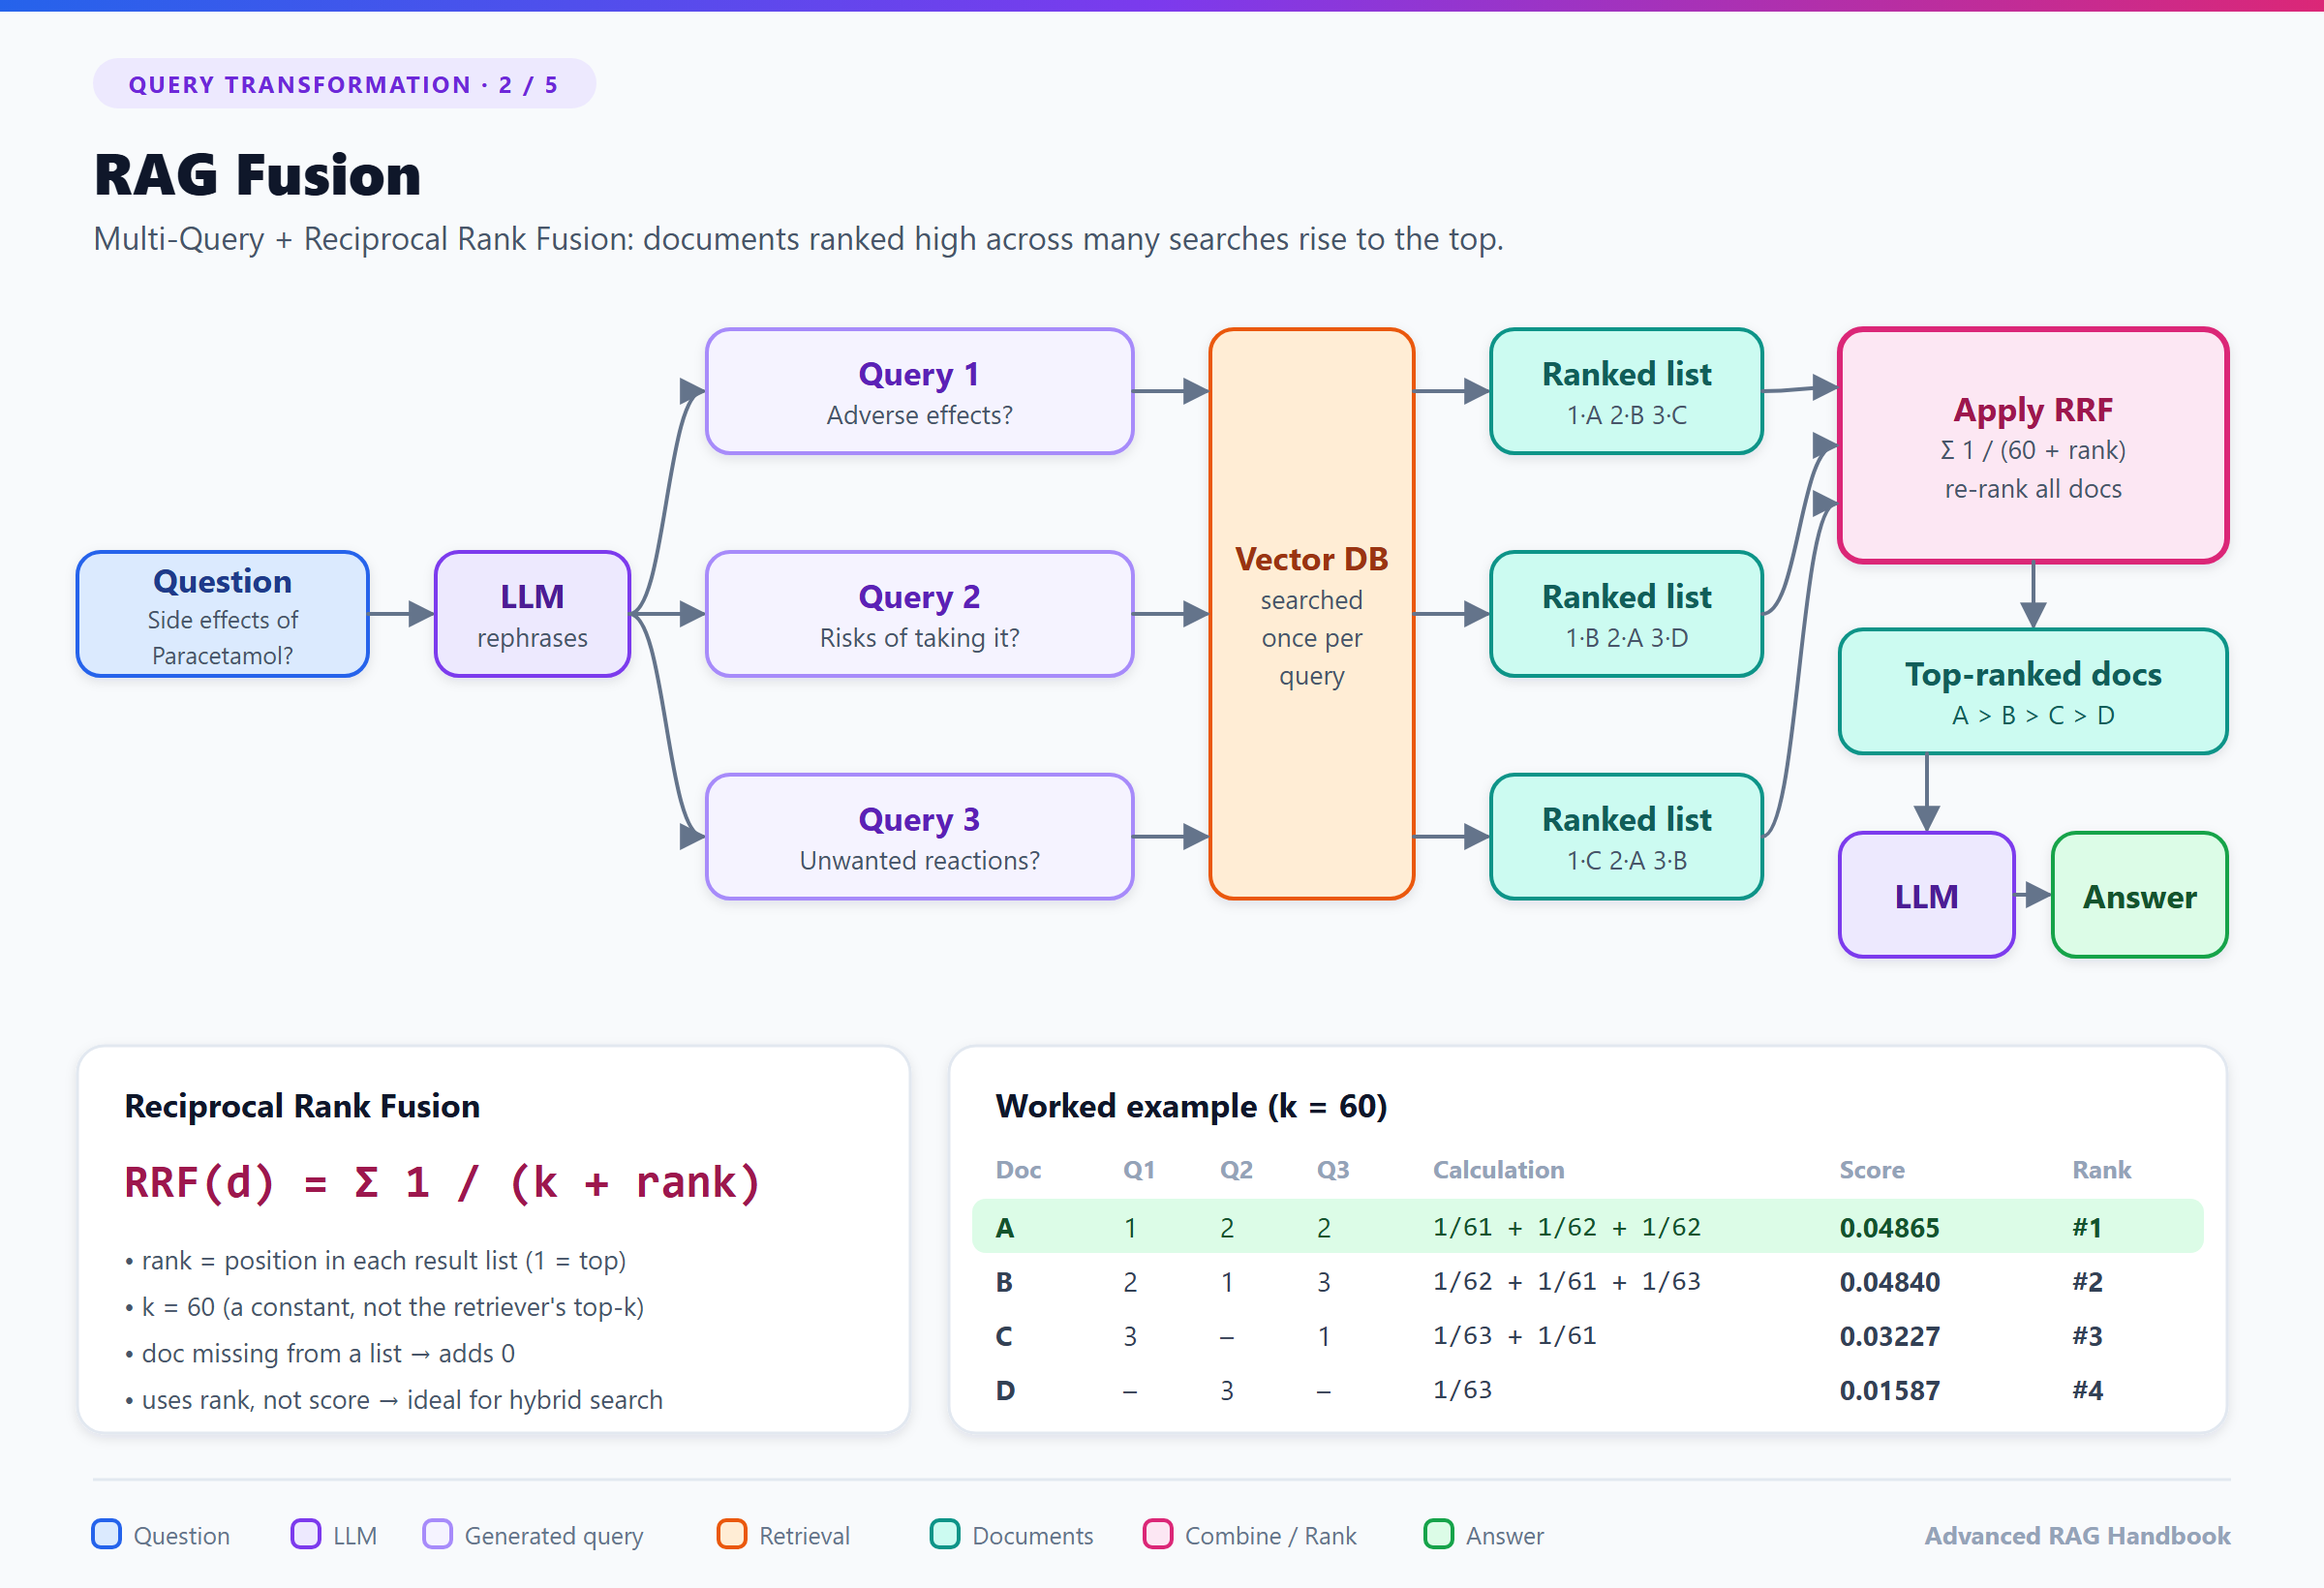 QUERY TRANSFORMATION · 2 / 5
RAG Fusion
Multi-Query + Reciprocal Rank Fusion: documents ranked high across many searches rise to the top.
Question
Side effects of
Paracetamol?
LLM
rephrases
Query 1
Adverse effects?
Query 2
Risks of taking it?
Query 3
Unwanted reactions?
Vector DB
searched
once per
query
Ranked list
1·A 2·B 3·C
Ranked list
1·B 2·A 3·D
Ranked list
1·C 2·A 3·B
Apply RRF
Σ 1 / (60 + rank)
re-rank all docs
Top-ranked docs
A > B > C > D
LLM
Answer
Reciprocal Rank Fusion
RRF(d) = Σ 1 / (k + rank)
• rank = position in each result list (1 = top)
• k = 60 (a constant, not the retriever's top-k)
• doc missing from a list → adds 0
• uses rank, not score → ideal for hybrid search
Worked example (k = 60)
Doc Q1 Q2 Q3 Calculation Score Rank
A 1 2 2 1/61 + 1/62 + 1/62 0.04865 #1
B 2 1 3 1/62 + 1/61 + 1/63 0.04840 #2
C 3 – 1 1/63 + 1/61 0.03227 #3
D – 3 – 1/63 0.01587 #4
Question LLM Generated query Retrieval Documents Combine / Rank Answer Advanced RAG Handbook